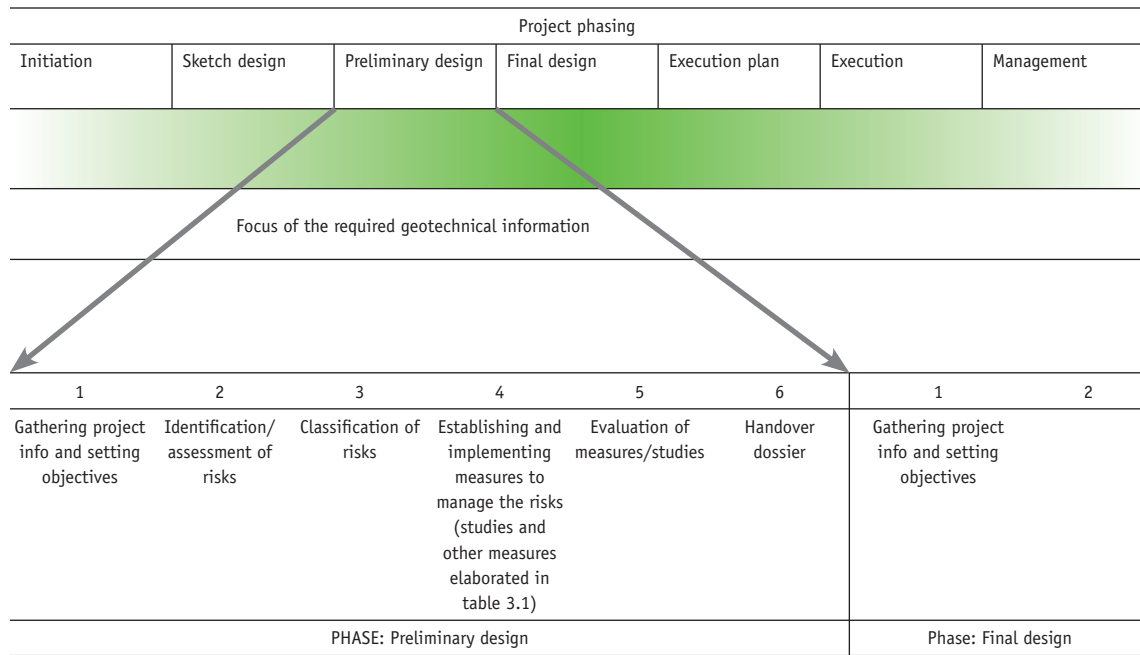 Project phasing
Initiation
Sketch design
Preliminary design
Final design
Execution plan
Execution
Management
Focus of the required geotechnical information
1
2
3
4
5
6
1
2
Gathering project
info and setting
objectives
Identification/
assessment of
risks
Classification of
risks
Establishing and
implementing
measures to
manage the risks
(studies and
other measures
elaborated in
table 3.1)
Evaluation of
measures/studies
Handover
dossier
Gathering project
info and setting
objectives
PHASE: Preliminary design
Phase: Final design